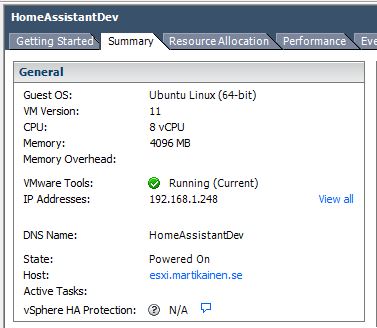 HomeAssistantDev
Getting Started Summary Resource Allocation Performance Eve
General
Guest OS: Ubuntu Linux (64-bit)
VM Version: 11
CPU: 8 vCPU
Memory: 4096 MB
Memory Overhead:
VMware Tools: Running (Current)
IP Addresses: 192.168.1.248 View all
DNS Name: HomeAssistantDev
State: Powered On
Host: esxi.martikainen.se
Active Tasks:
vSphere HA Protection: N/A